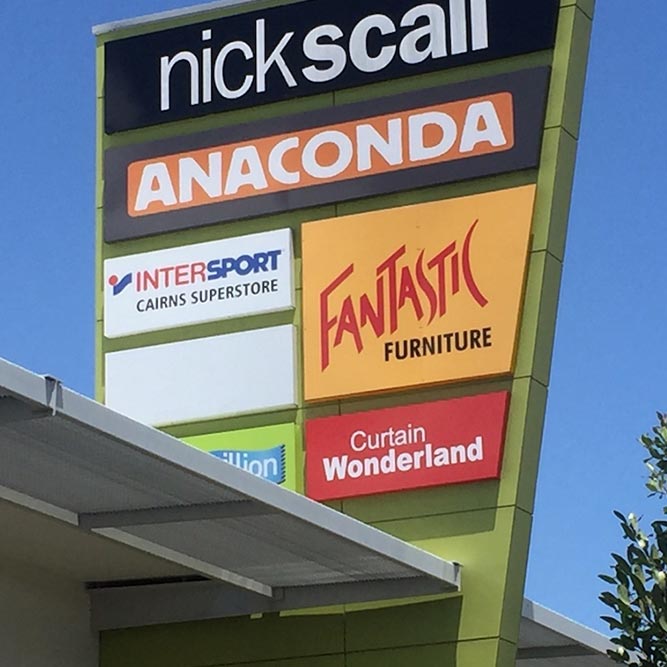 nickscali
ANACONDA
INTERSPORT
CAIRNS SUPERSTORE
FANTASTIC
FURNITURE
Curtain
Wonderland